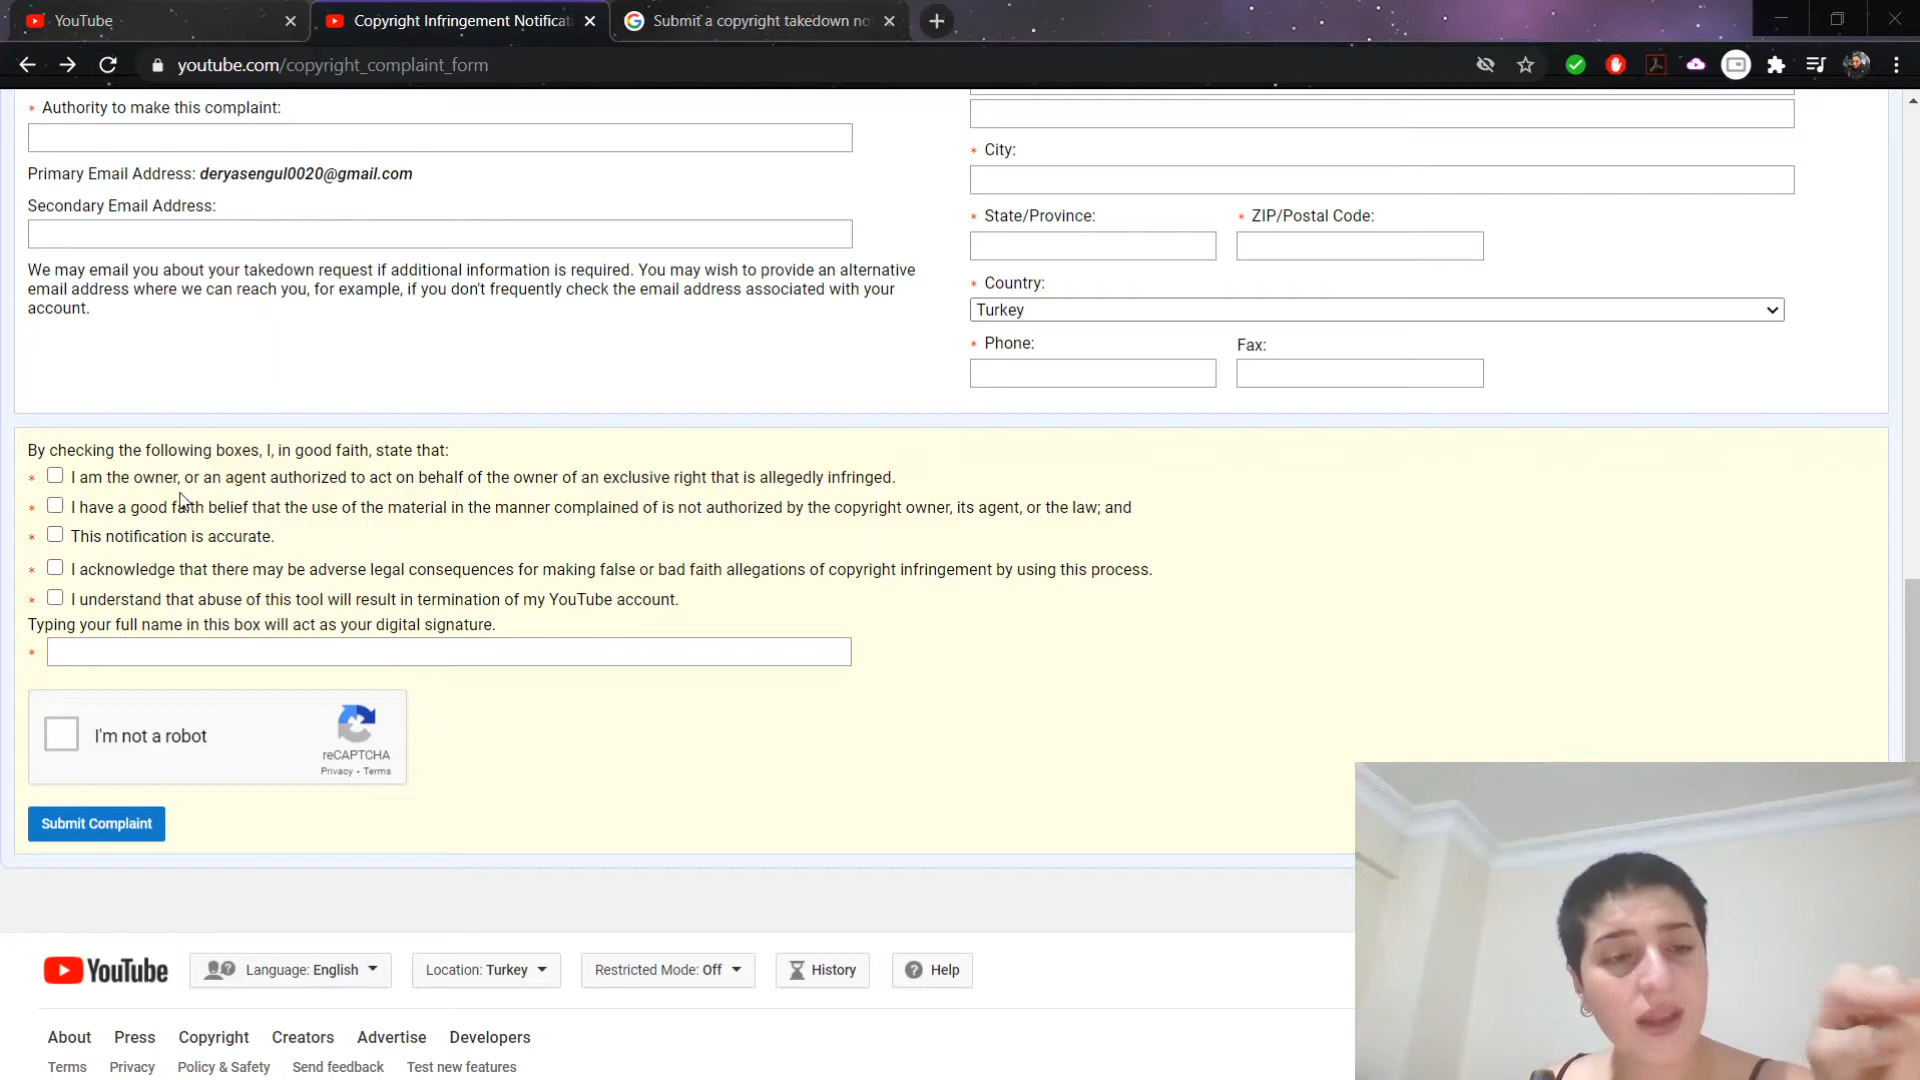 YouTube
Copyright Infringement Notificat
Submit a copyright takedown no
youtube.com/copyright_complaint_form
* Authority to make this complaint:
Primary Email Address: deryasengul0020@gmail.com
Secondary Email Address:
We may email you about your takedown request if additional information is required. You may wish to provide an alternative
email address where we can reach you, for example, if you don't frequently check the email address associated with your
account.
* City:
* State/Province:
* ZIP/Postal Code:
* Country:
Turkey
* Phone:
Fax:
By checking the following boxes, I, in good faith, state that:
* I am the owner, or an agent authorized to act on behalf of the owner of an exclusive right that is allegedly infringed.
* I have a good faith belief that the use of the material in the manner complained of is not authorized by the copyright owner, its agent, or the law; and
* This notification is accurate.
* I acknowledge that there may be adverse legal consequences for making false or bad faith allegations of copyright infringement by using this process.
* I understand that abuse of this tool will result in termination of my YouTube account.
Typing your full name in this box will act as your digital signature.
*
I'm not a robot
reCAPTCHA
Privacy - Terms
Submit Complaint
YouTube
Language: English
Location: Turkey
Restricted Mode: Off
History
Help
About Press Copyright Creators Advertise Developers
Terms Privacy Policy & Safety Send feedback Test new features